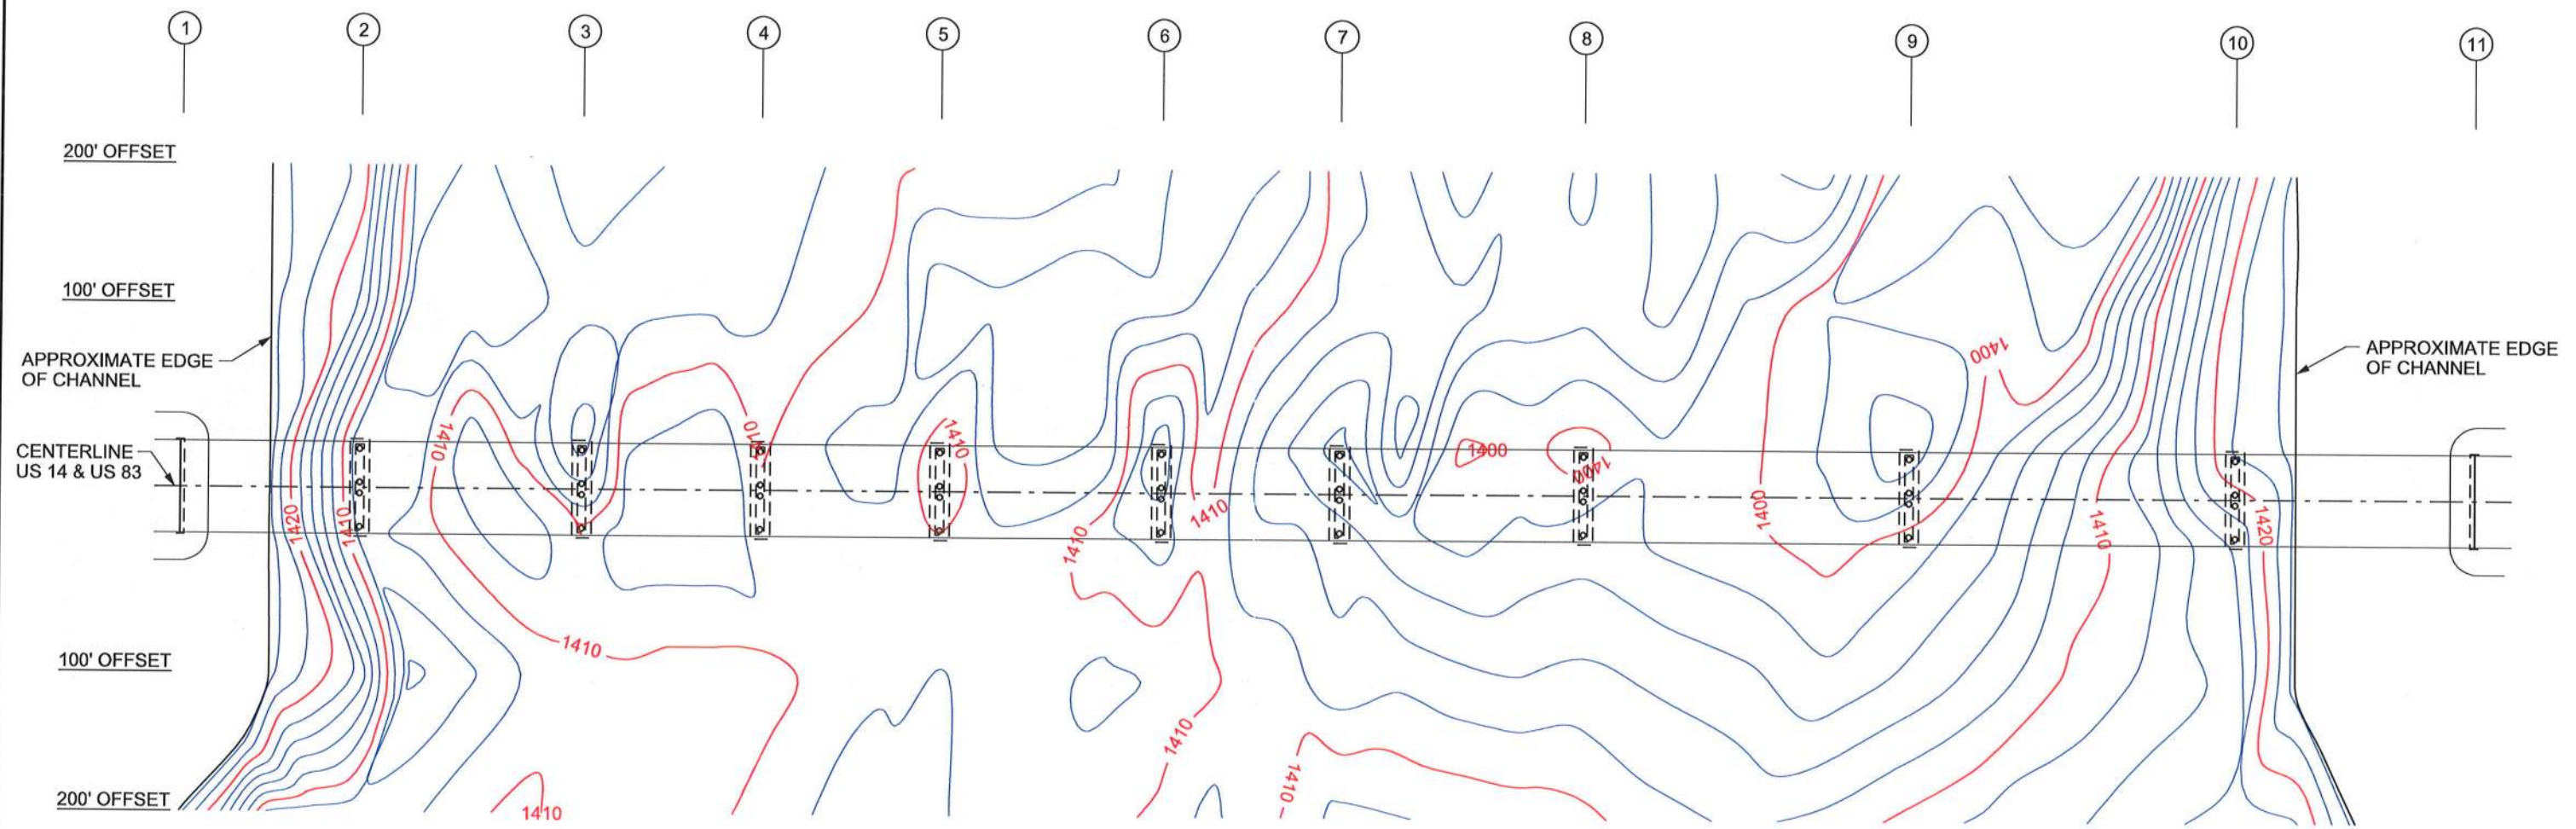 1 2 3 4 5 6 7 8 9 10 11
200' OFFSET
100' OFFSET
APPROXIMATE EDGE
OF CHANNEL
APPROXIMATE EDGE
OF CHANNEL
1400
1410
1410
1410
CENTERLINE
US 14 & US 83
1400
1400
1420
1410
1410
1410
1400
1410
1420
1410
100' OFFSET
1410
1410
200' OFFSET
1410